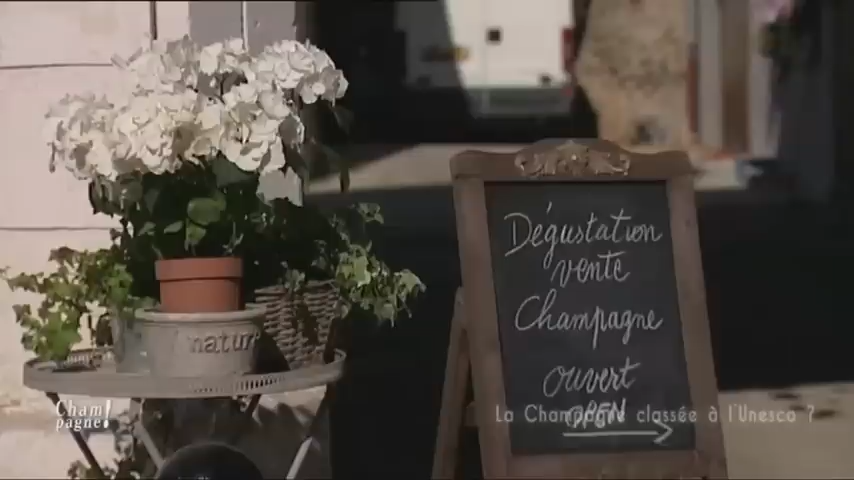 natur
Dégustation
vente
Champagne
ouvert
OPEN
Cham
pagne!
La Champagne classée à l'Unesco ?